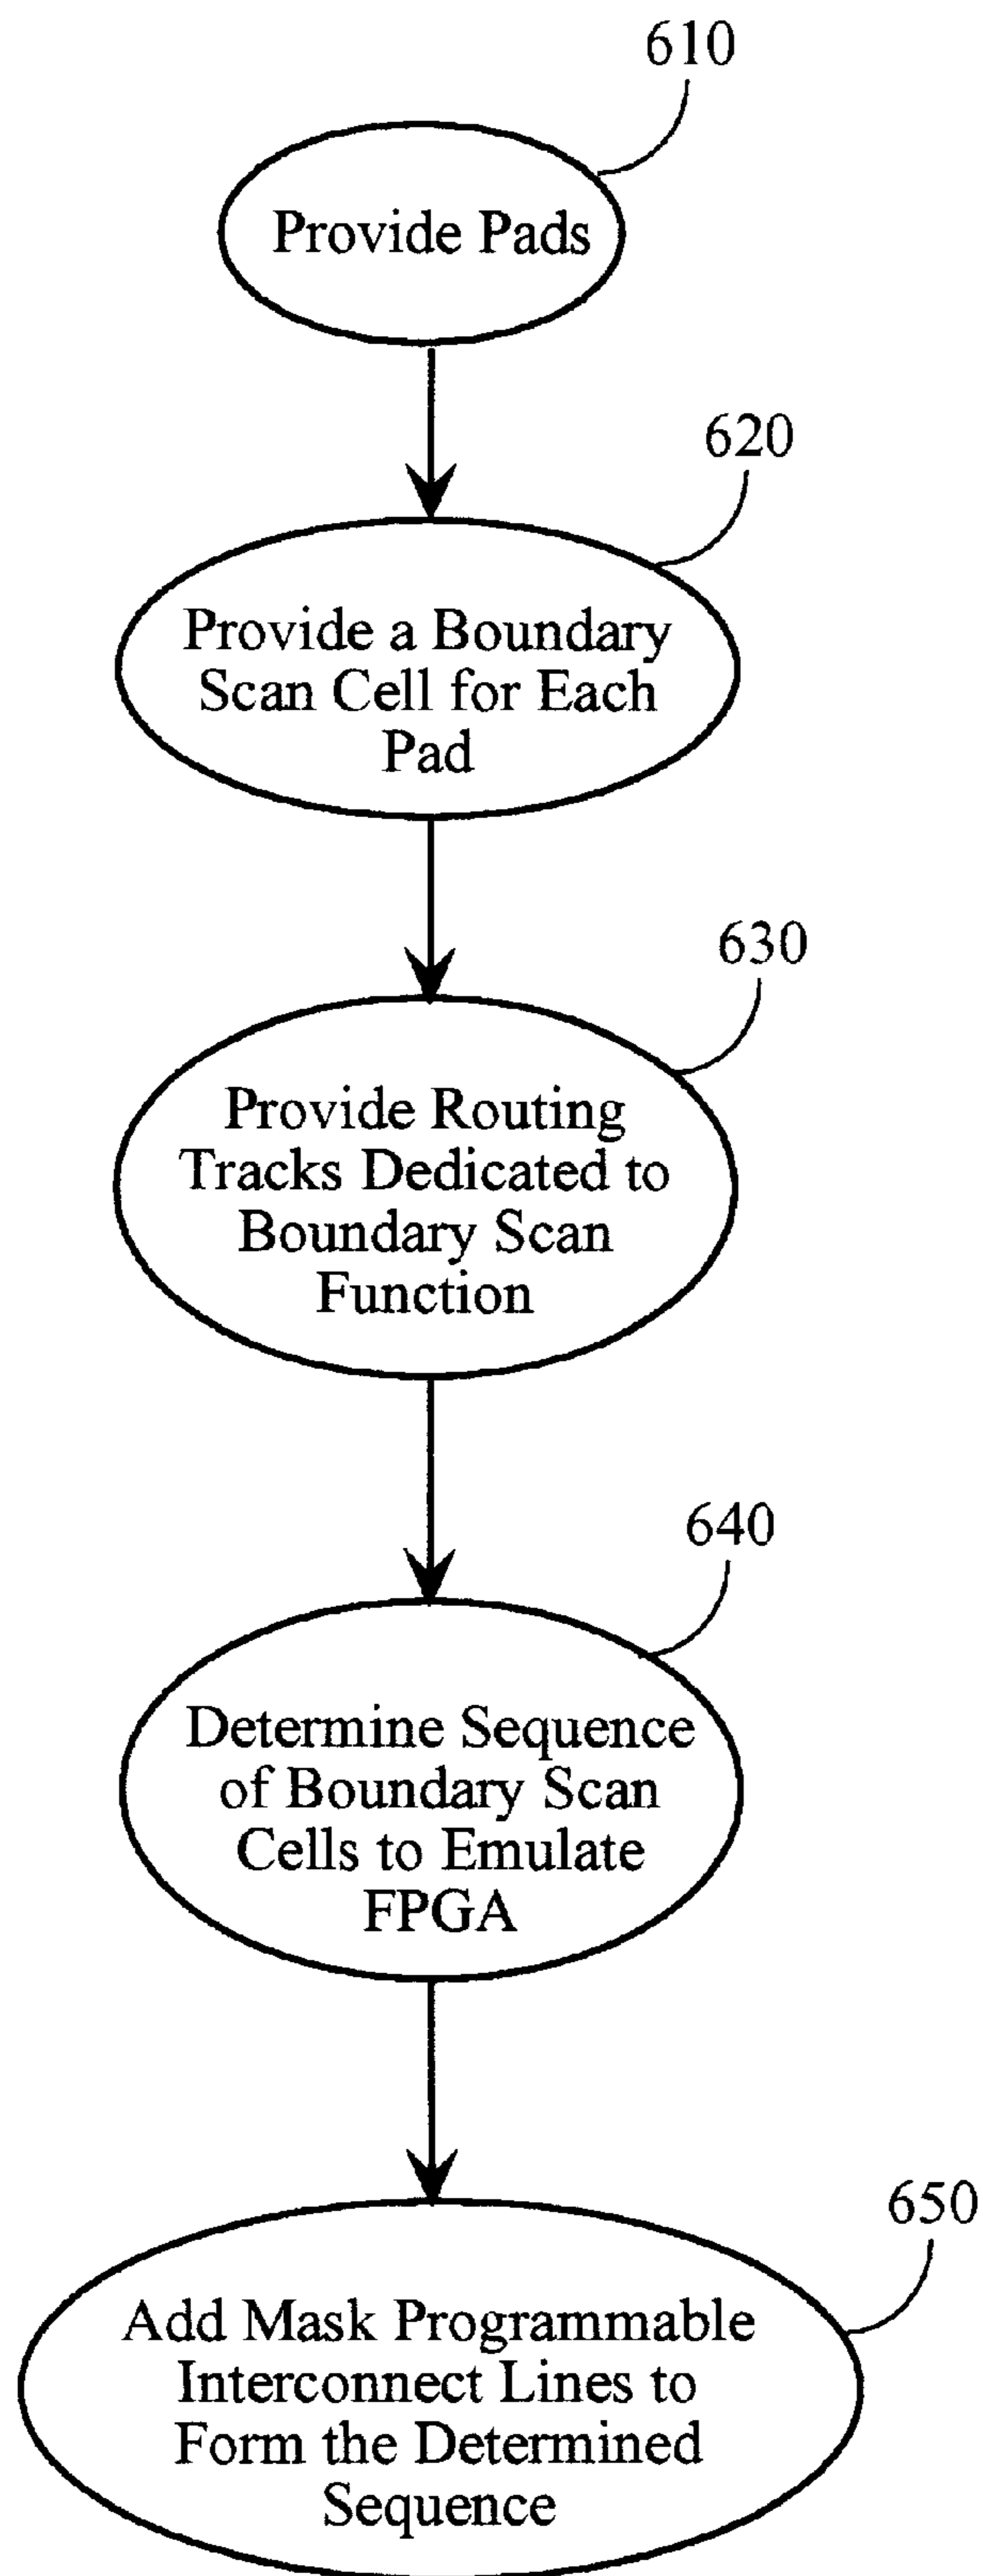 610
Provide Pads
620
Provide a Boundary
Scan Cell for Each
Pad
630
Provide Routing
Tracks Dedicated to
Boundary Scan
Function
640
Determine Sequence
of Boundary Scan
Cells to Emulate
FPGA
650
Add Mask Programmable
Interconnect Lines to
Form the Determined
Sequence